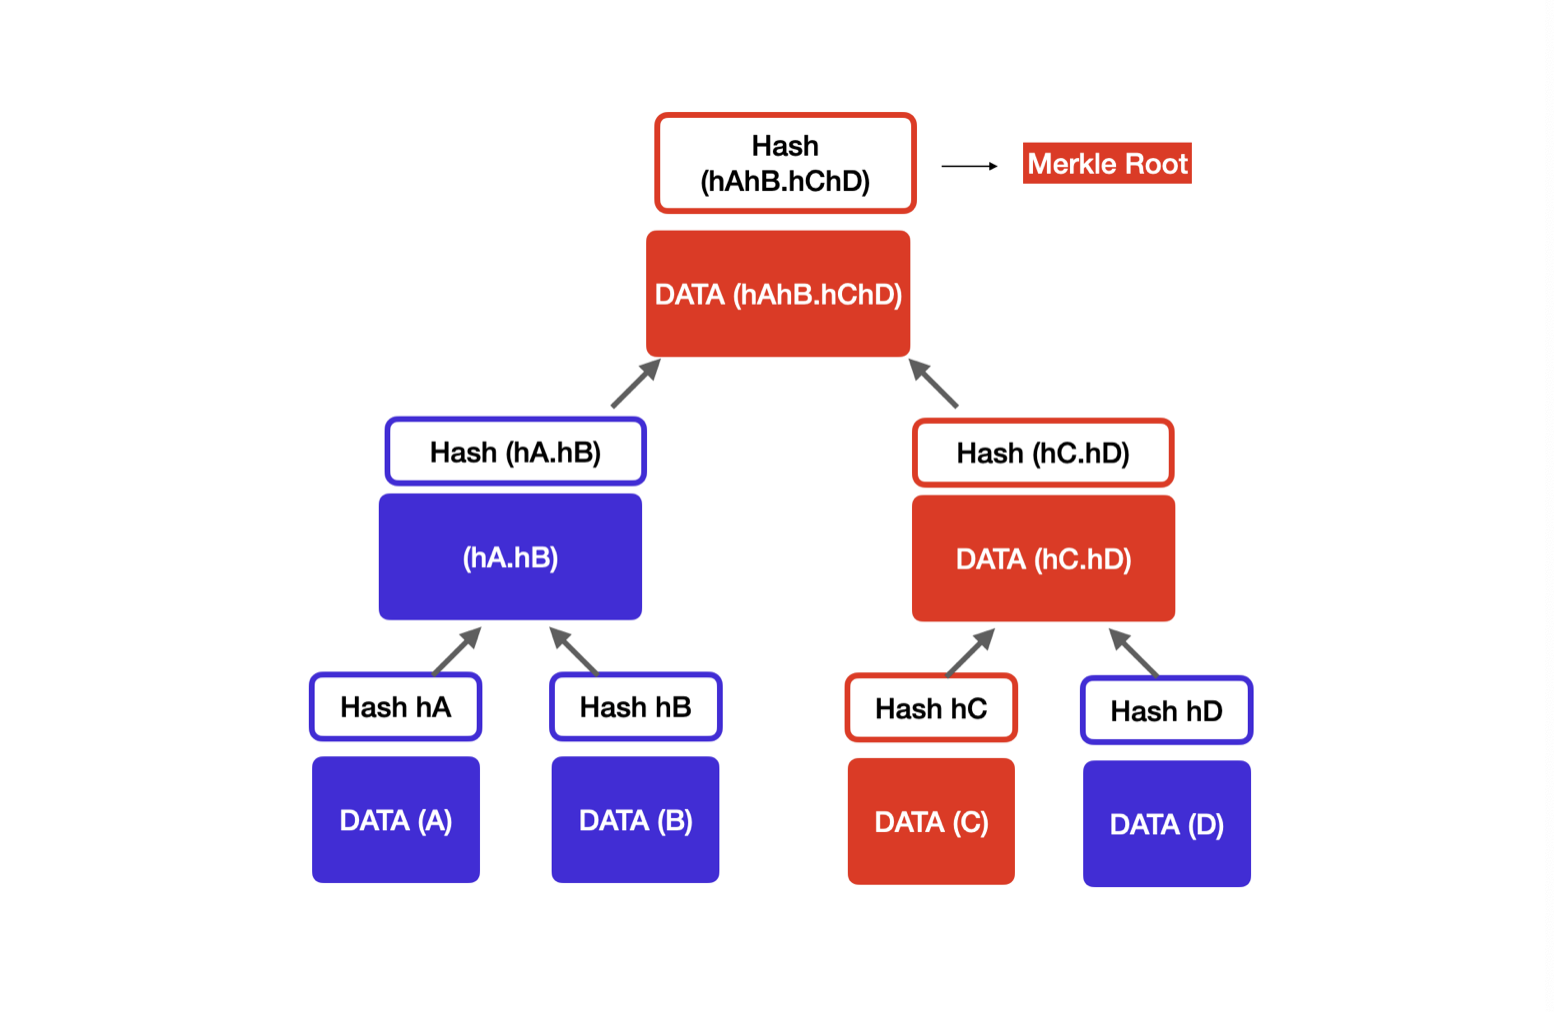 Hash
(hAhB.hChD)
Merkle Root
DATA (hAhB.hChD)
Hash (hA.hB)
Hash (hC.hD)
(hA.hB)
DATA (hC.hD)
Hash hA
Hash hB
Hash hC
Hash hD
DATA (A)
DATA (B)
DATA (C)
DATA (D)